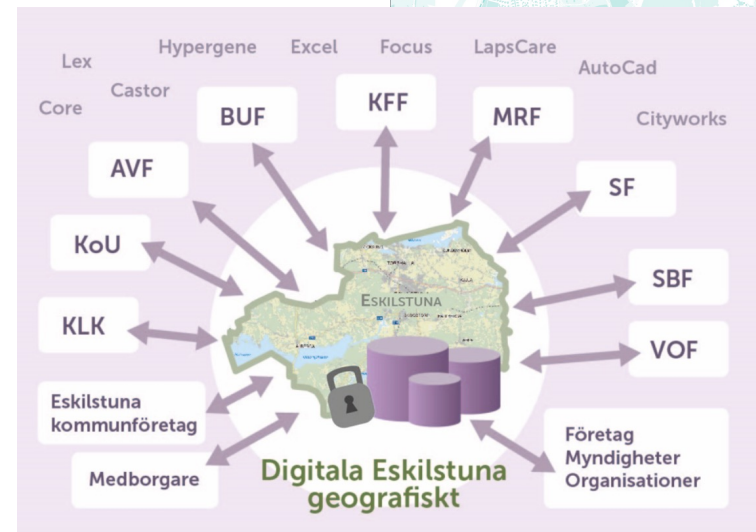 Hypergene
Excel
Focus
LapsCare
Lex
AutoCad
Castor
Core
Cityworks
BUF
KFF
MRF
AVF
SF
KoU
SBF
KLK
VOF
ESKILSTUNA
Eskilstuna
kommunföretag
Medborgare
Företag
Myndigheter
Organisationer
Digitala Eskilstuna
geografiskt